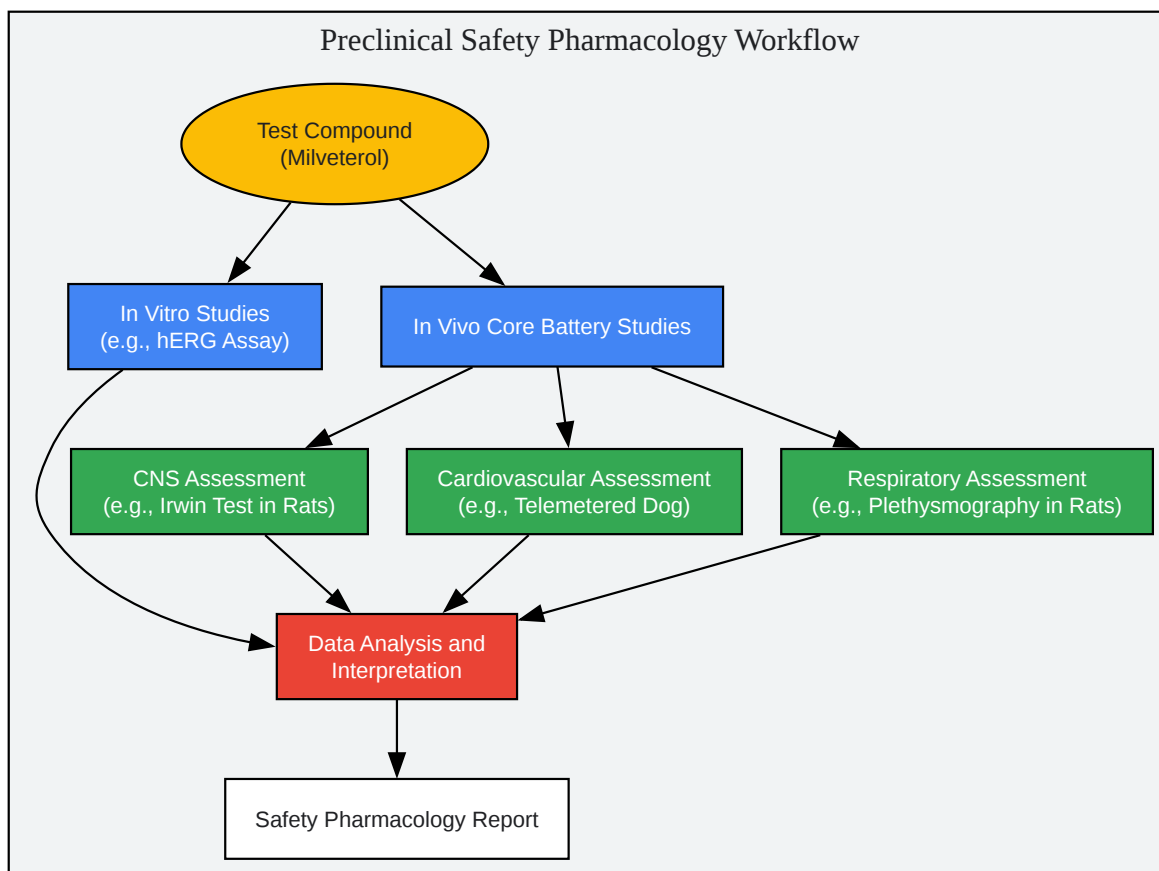 Preclinical Safety Pharmacology Workflow
Test Compound
(Milveterol)
In Vitro Studies
(e.g., hERG Assay)
In Vivo Core Battery Studies
CNS Assessment
(e.g., Irwin Test in Rats)
Cardiovascular Assessment
(e.g., Telemetered Dog)
Respiratory Assessment
(e.g., Plethysmography in Rats)
Data Analysis and
Interpretation
Safety Pharmacology Report